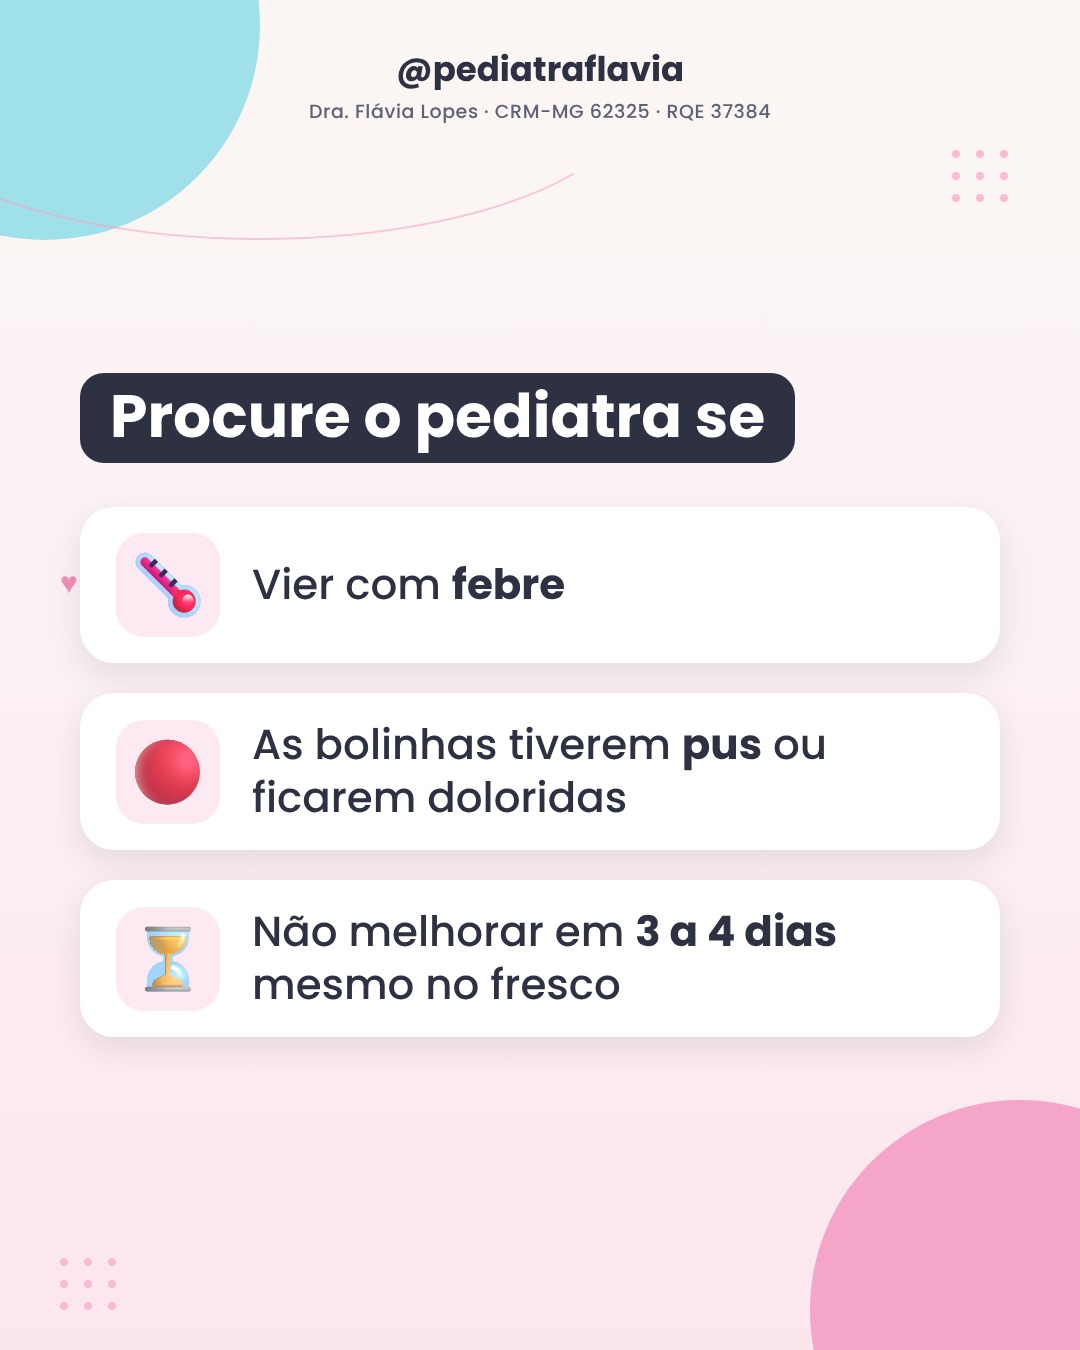 @pediatraflavia
Dra. Flávia Lopes · CRM-MG 62325 · RQE 37384
Procure o pediatra se
Vier com febre
As bolinhas tiverem pus ou
ficarem doloridas
Não melhorar em 3 a 4 dias
mesmo no fresco